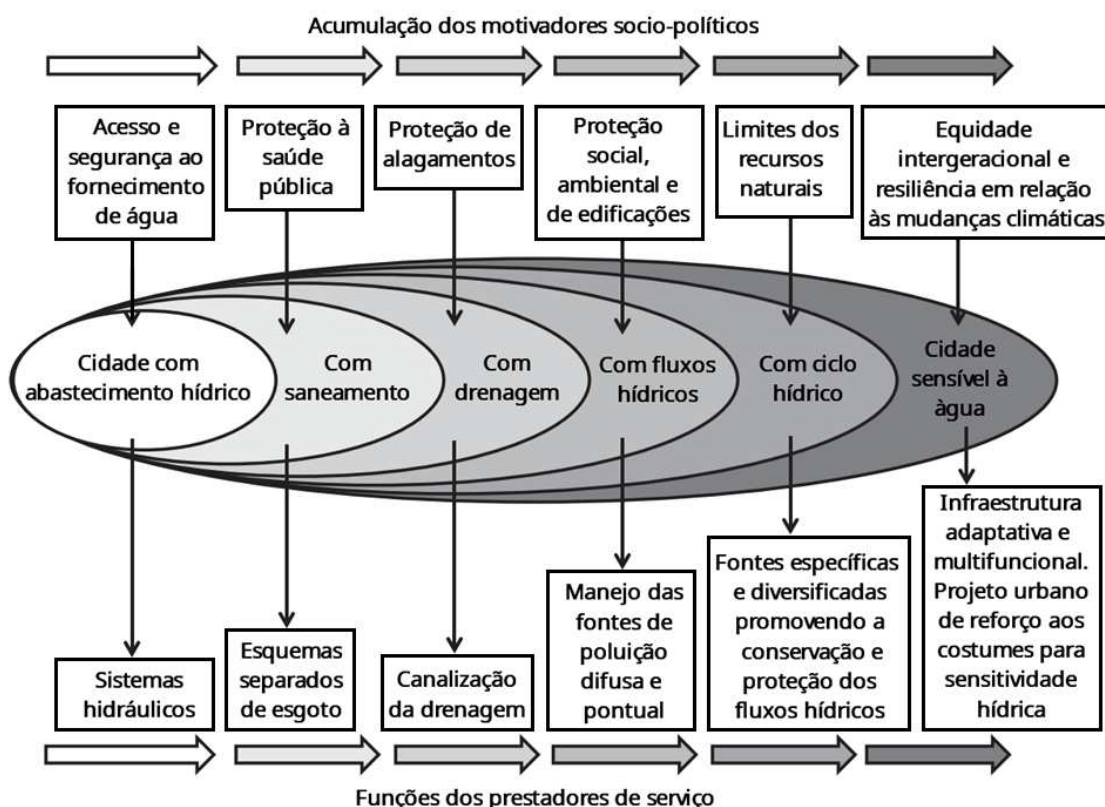 Acumulação dos motivadores socio-políticos
Acesso e
segurança ao
fornecimento
de água
Proteção à
saúde
pública
Proteção de
alagamentos
Proteção
social,
ambiental e
de edificações
Limites dos
recursos
naturais
Equidade
intergeracional e
resiliência em relação
às mudanças climáticas
Cidade com
abastecimento hídrico
Com
saneamento
Com
drenagem
Com fluxos
hídricos
Com ciclo
hídrico
Cidade
sensível à
àgua
Sistemas
hidráulicos
Esquemas
separados
de esgoto
Canalização
da drenagem
Manejo das
fontes de
poluição
difusa e
pontual
Fontes específicas
e diversificadas
promovendo a
conservação e
proteção dos
fluxos hídricos
Infraestrutura
adaptativa e
multifuncional.
Projeto urbano
de reforço aos
costumes para
sensitividade
hídrica
Funções dos prestadores de serviço